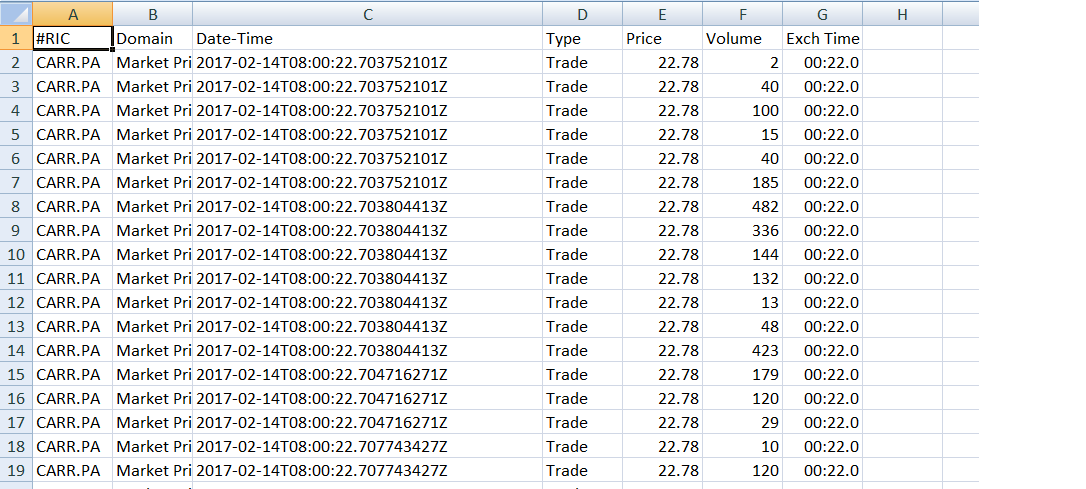 A B C D E F G H
1 #RIC Domain Date-Time Type Price Volume Exch Time
2 CARR.PA Market Pri 2017-02-14T08:00:22.703752101Z Trade 22.78 2 00:22.0
3 CARR.PA Market Pri 2017-02-14T08:00:22.703752101Z Trade 22.78 40 00:22.0
4 CARR.PA Market Pri 2017-02-14T08:00:22.703752101Z Trade 22.78 100 00:22.0
5 CARR.PA Market Pri 2017-02-14T08:00:22.703752101Z Trade 22.78 15 00:22.0
6 CARR.PA Market Pri 2017-02-14T08:00:22.703752101Z Trade 22.78 40 00:22.0
7 CARR.PA Market Pri 2017-02-14T08:00:22.703752101Z Trade 22.78 185 00:22.0
8 CARR.PA Market Pri 2017-02-14T08:00:22.703804413Z Trade 22.78 482 00:22.0
9 CARR.PA Market Pri 2017-02-14T08:00:22.703804413Z Trade 22.78 336 00:22.0
10 CARR.PA Market Pri 2017-02-14T08:00:22.703804413Z Trade 22.78 144 00:22.0
11 CARR.PA Market Pri 2017-02-14T08:00:22.703804413Z Trade 22.78 132 00:22.0
12 CARR.PA Market Pri 2017-02-14T08:00:22.703804413Z Trade 22.78 13 00:22.0
13 CARR.PA Market Pri 2017-02-14T08:00:22.703804413Z Trade 22.78 48 00:22.0
14 CARR.PA Market Pri 2017-02-14T08:00:22.703804413Z Trade 22.78 423 00:22.0
15 CARR.PA Market Pri 2017-02-14T08:00:22.704716271Z Trade 22.78 179 00:22.0
16 CARR.PA Market Pri 2017-02-14T08:00:22.704716271Z Trade 22.78 120 00:22.0
17 CARR.PA Market Pri 2017-02-14T08:00:22.704716271Z Trade 22.78 29 00:22.0
18 CARR.PA Market Pri 2017-02-14T08:00:22.707743427Z Trade 22.78 10 00:22.0
19 CARR.PA Market Pri 2017-02-14T08:00:22.707743427Z Trade 22.78 120 00:22.0